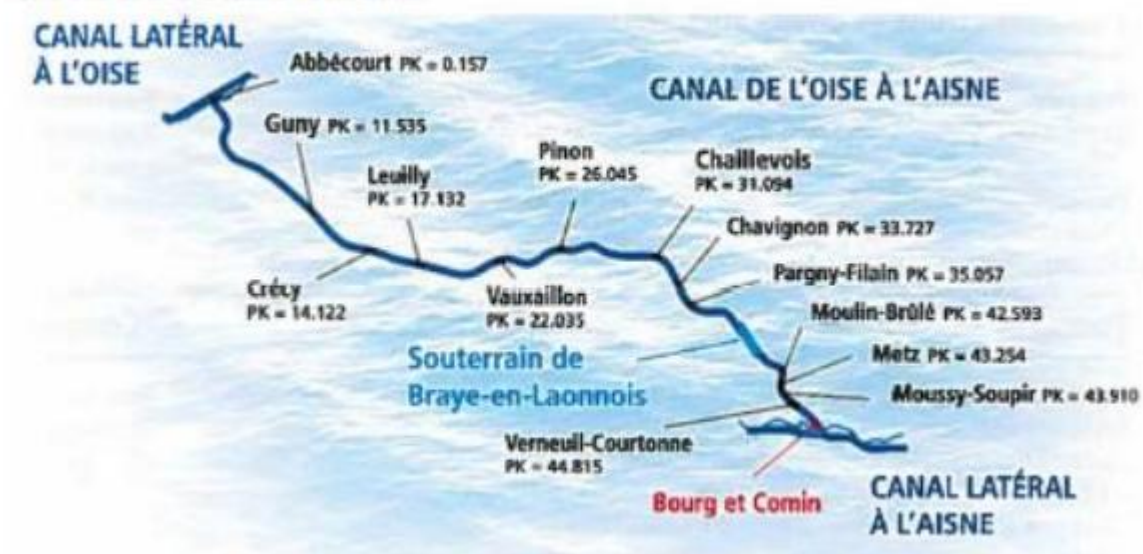 CANAL LATÉRAL
À L'OISE
Abbécourt PK = 0.157
CANAL DE L'OISE À L'AISNE
Guny PK = 11.535
Pinon
PK = 26.045
Chaillevois
PK = 31.094
Leuilly
PK = 17.132
Chavignon PK = 33.727
Pargny-Filain PK = 35.057
Crécy
PK = 14.122
Vauxaillon
PK = 22.035
Moulin-Brûlé PK = 42.593
Souterrain de
Braye-en-Laonnois
Metz PK = 43.254
Moussy-Soupir PK = 43.910
Verneuil-Courtonne
PK = 44.815
Bourg et Comin
CANAL LATÉRAL
À L'AISNE